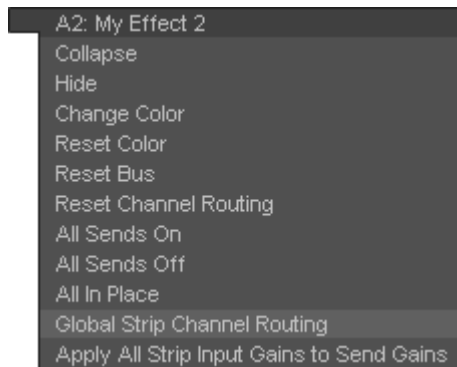 A2: My Effect 2
Collapse
Hide
Change Color
Reset Color
Reset Bus
Reset Channel Routing
All Sends On
All Sends Off
All In Place
Global Strip Channel Routing
Apply All Strip Input Gains to Send Gains